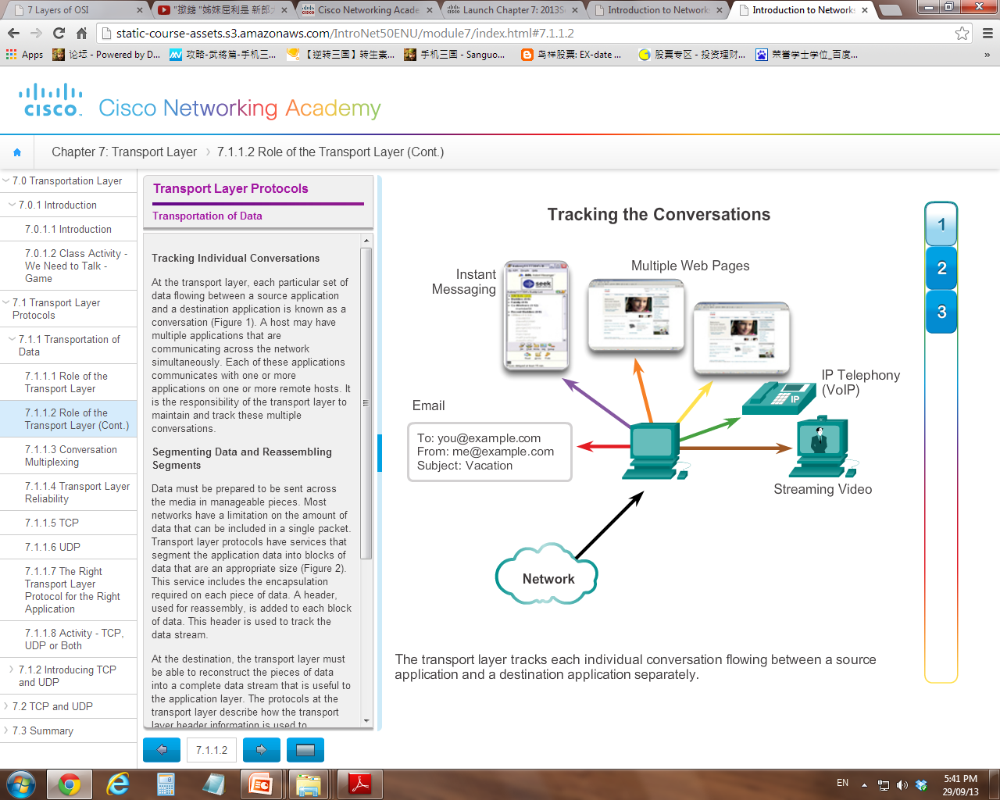 7 Layers of OSI
Cisco Networking Acade
Launch Chapter 7: 2013S
Introduction to Network
Introduction to Network
static-course-assets.s3.amazonaws.com/IntroNet50ENU/module7/index.html#7.1.1.2
Apps
论坛 - Powered by D...
攻略-武將篇-手机三...
【逆转三国】转生素...
手机三国 - Sanguo...
鸟样股票: EX-date ...
股票专区 - 投资理财...
荣誉学士学位_百度...
»
CISCO
Cisco Networking Academy
Chapter 7: Transport Layer
7.1.1.2 Role of the Transport Layer (Cont.)
7.0 Transportation Layer
7.0.1 Introduction
7.0.1.1 Introduction
7.0.1.2 Class Activity -
We Need to Talk -
Game
7.1 Transport Layer
Protocols
7.1.1 Transportation of
Data
7.1.1.1 Role of the
Transport Layer
7.1.1.2 Role of the
Transport Layer (Cont.)
7.1.1.3 Conversation
Multiplexing
7.1.1.4 Transport Layer
Reliability
7.1.1.5 TCP
7.1.1.6 UDP
7.1.1.7 The Right
Transport Layer
Protocol for the Right
Application
7.1.1.8 Activity - TCP,
UDP or Both
7.1.2 Introducing TCP
and UDP
7.2 TCP and UDP
7.3 Summary
Transport Layer Protocols
Transportation of Data
Tracking Individual Conversations
At the transport layer, each particular set of
data flowing between a source application
and a destination application is known as a
conversation (Figure 1). A host may have
multiple applications that are
communicating across the network
simultaneously. Each of these applications
communicates with one or more
applications on one or more remote hosts. It
is the responsibility of the transport layer to
maintain and track these multiple
conversations.
Segmenting Data and Reassembling
Segments
Data must be prepared to be sent across
the media in manageable pieces. Most
networks have a limitation on the amount of
data that can be included in a single packet.
Transport layer protocols have services that
segment the application data into blocks of
data that are an appropriate size (Figure 2).
This service includes the encapsulation
required on each piece of data. A header,
used for reassembly, is added to each block
of data. This header is used to track the
data stream.
At the destination, the transport layer must
be able to reconstruct the pieces of data
into a complete data stream that is useful to
the application layer. The protocols at the
transport layer describe how the transport
layer header information is used to
7.1.1.2
Tracking the Conversations
Instant
Messaging
seek
Multiple Web Pages
IP Telephony
(VoIP)
IP
Email
To: you@example.com
From: me@example.com
Subject: Vacation
Streaming Video
Network
The transport layer tracks each individual conversation flowing between a source
application and a destination application separately.
1
2
3
EN
5:41 PM
29/09/13